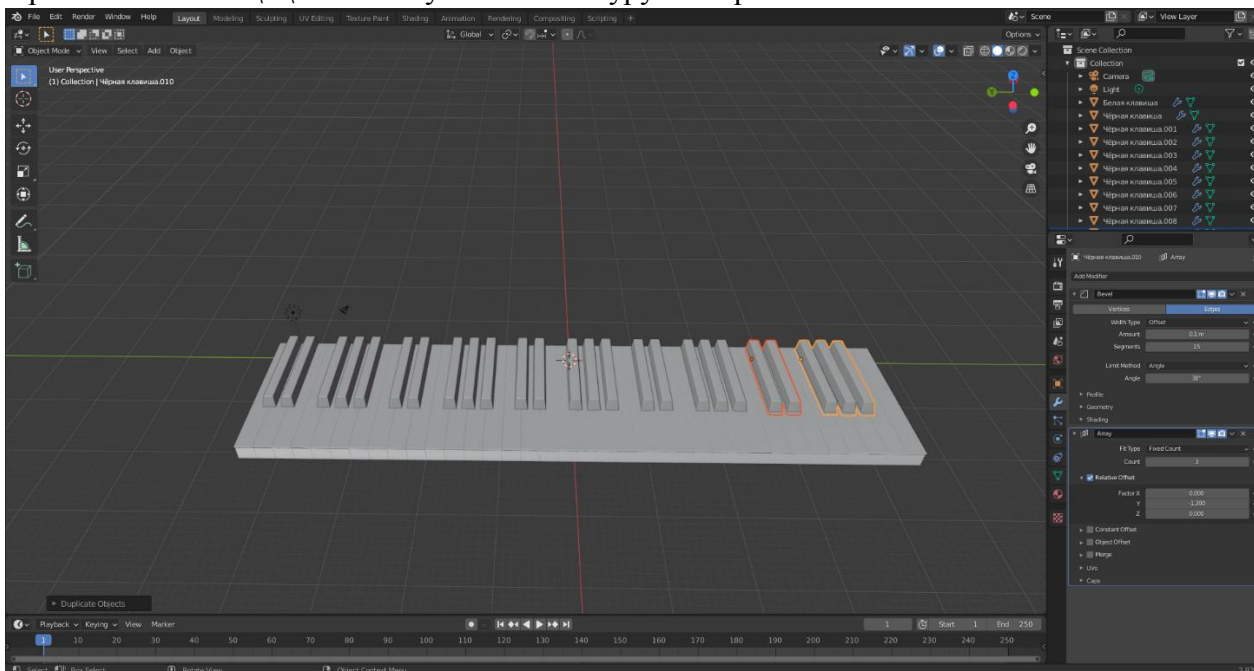 File Edit Render Window Help Layout Modeling Sculpting UV Editing Texture Paint Shading Animation Rendering Compositing Scripting + Scene View Layer
Global Options
Object Mode View Select Add Object
User Perspective
(1) Collection | Чёрная клавиша.010
Scene Collection
Collection
Camera
Light
Белая клавиша
Чёрная клавиша
Чёрная клавиша.001
Чёрная клавиша.002
Чёрная клавиша.003
Чёрная клавиша.004
Чёрная клавиша.005
Чёрная клавиша.006
Чёрная клавиша.007
Чёрная клавиша.008
Чёрная клавиша.010 Array
Add Modifier
Bevel
Vertices Edges
Width Type Offset
Amount 0.1 m
Segments 15
Limit Method Angle
Angle 30°
Profile
Geometry
Shading
Array
Fit Type Fixed Count
Count 3
Relative Offset
Factor X 0.000
Y -1.300
Z 0.000
Constant Offset
Object Offset
Merge
UVs
Caps
Duplicate Objects
Playback Keying View Marker 1 Start 1 End 250
1 10 20 30 40 50 60 70 80 90 100 110 120 130 140 150 160 170 180 190 200 210 220 230 240 250
Select Box Select Rotate View Object Context Menu